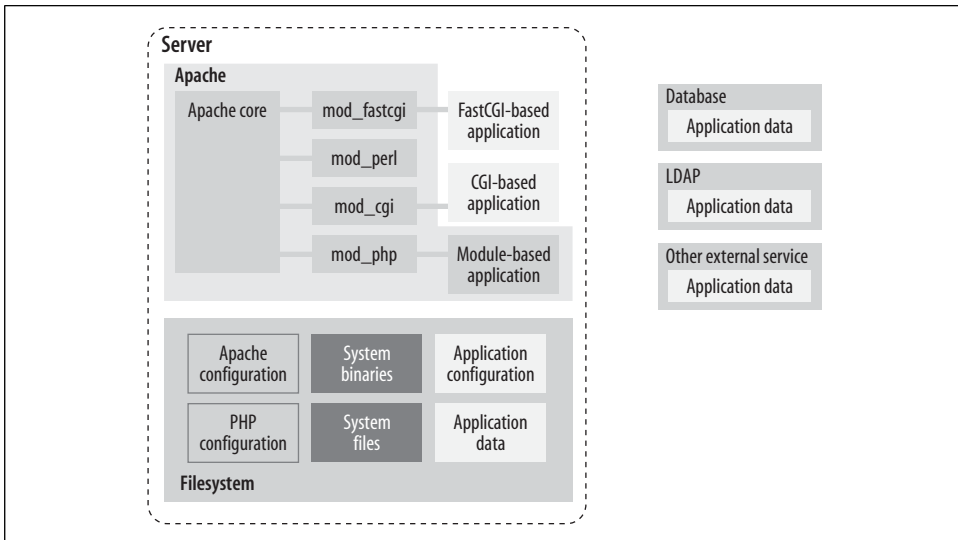 Server
Apache
Apache core
mod_fastcgi
FastCGI-based
application
mod_perl
CGI-based
application
mod_cgi
mod_php
Module-based
application
Apache
configuration
System
binaries
Application
configuration
PHP
configuration
System
files
Application
data
Filesystem
Database
Application data
LDAP
Application data
Other external service
Application data